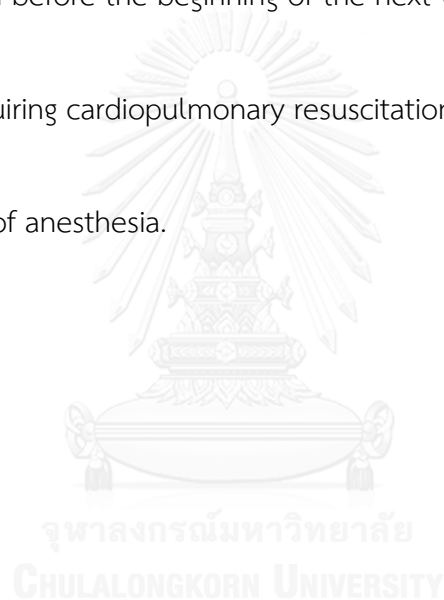 before the beginning of the next
uiring cardiopulmonary resuscitation
of anesthesia.
จุฬาลงกรณ์มหาวิทยาลัย
CHULALONGKORN UNIVERSITY